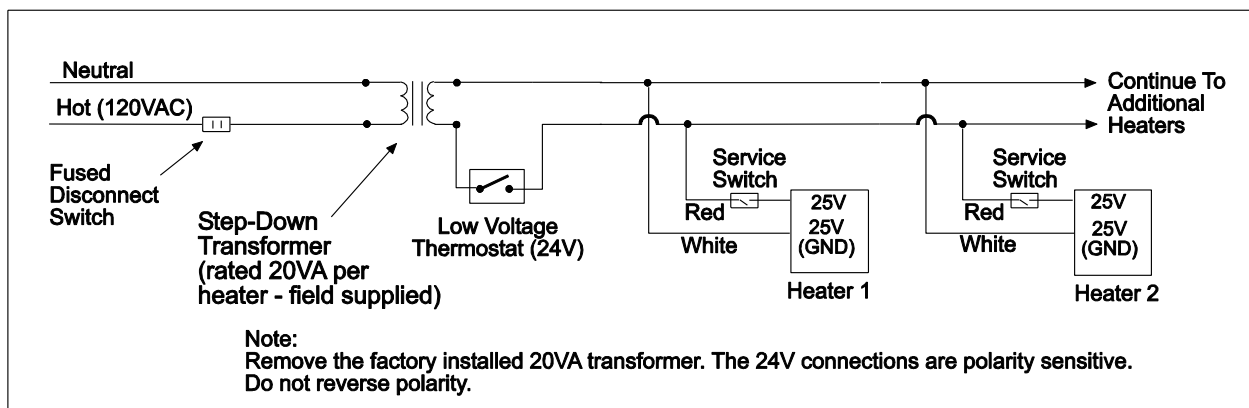 Neutral
Hot (120VAC)
Fused
Disconnect
Switch
Step-Down
Transformer
(rated 20VA per
heater - field supplied)
Low Voltage
Thermostat (24V)
Service
Switch
Red
White
25V
25V
(GND)
Heater 1
Service
Switch
Red
White
25V
25V
(GND)
Heater 2
Continue To
Additional
Heaters
Note:
Remove the factory installed 20VA transformer. The 24V connections are polarity sensitive.
Do not reverse polarity.